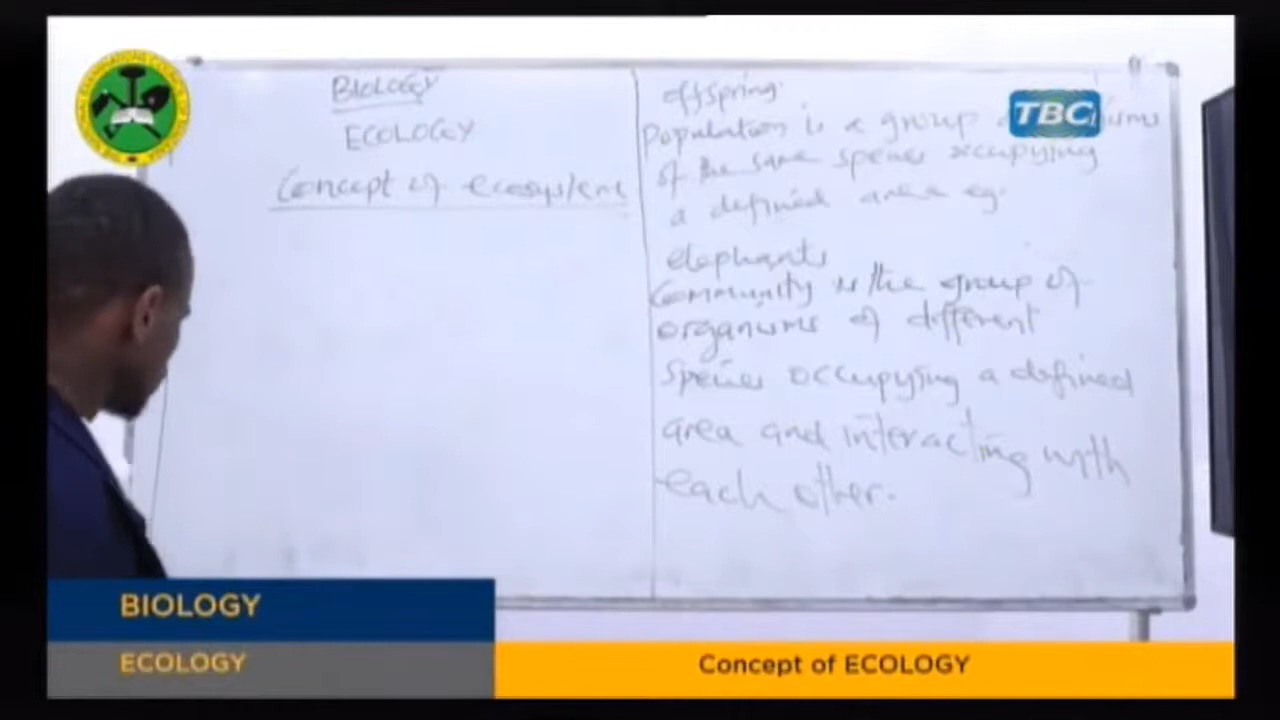 BIOLOGY
ECOLOGY
Concept of ecosystem
offspring.
population is a group
of the same species occupying
a defined area eg.
elephants
Community is the group of
organisms of different
species occupying a defined
area and interacting with
each other.
TBC1
BIOLOGY
ECOLOGY
Concept of ECOLOGY